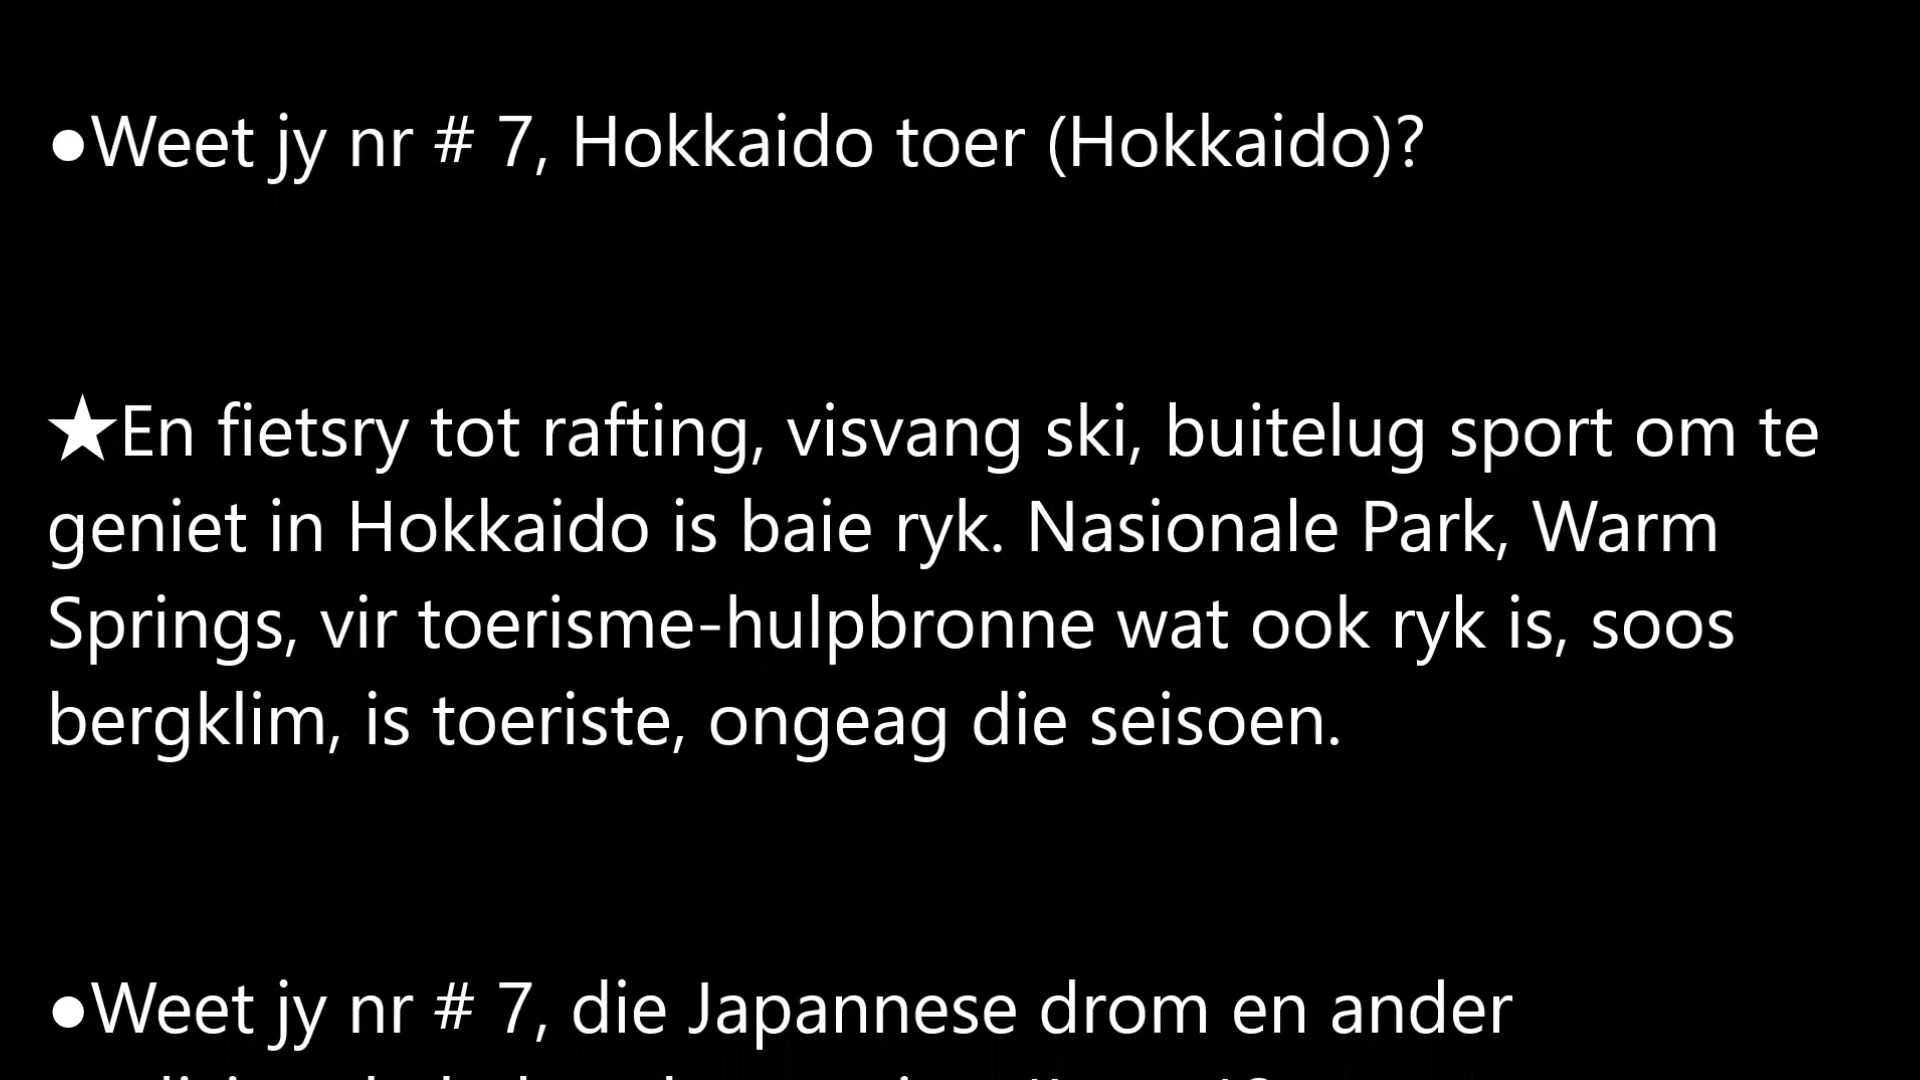 ●Weet jy nr # 7, Hokkaido toer (Hokkaido)?
★En fietsry tot rafting, visvang ski, buitelug sport om te
geniet in Hokkaido is baie ryk. Nasionale Park, Warm
Springs, vir toerisme-hulpbronne wat ook ryk is, soos
bergklim, is toeriste, ongeag die seisoen.
●Weet jy nr # 7, die Japannese drom en ander